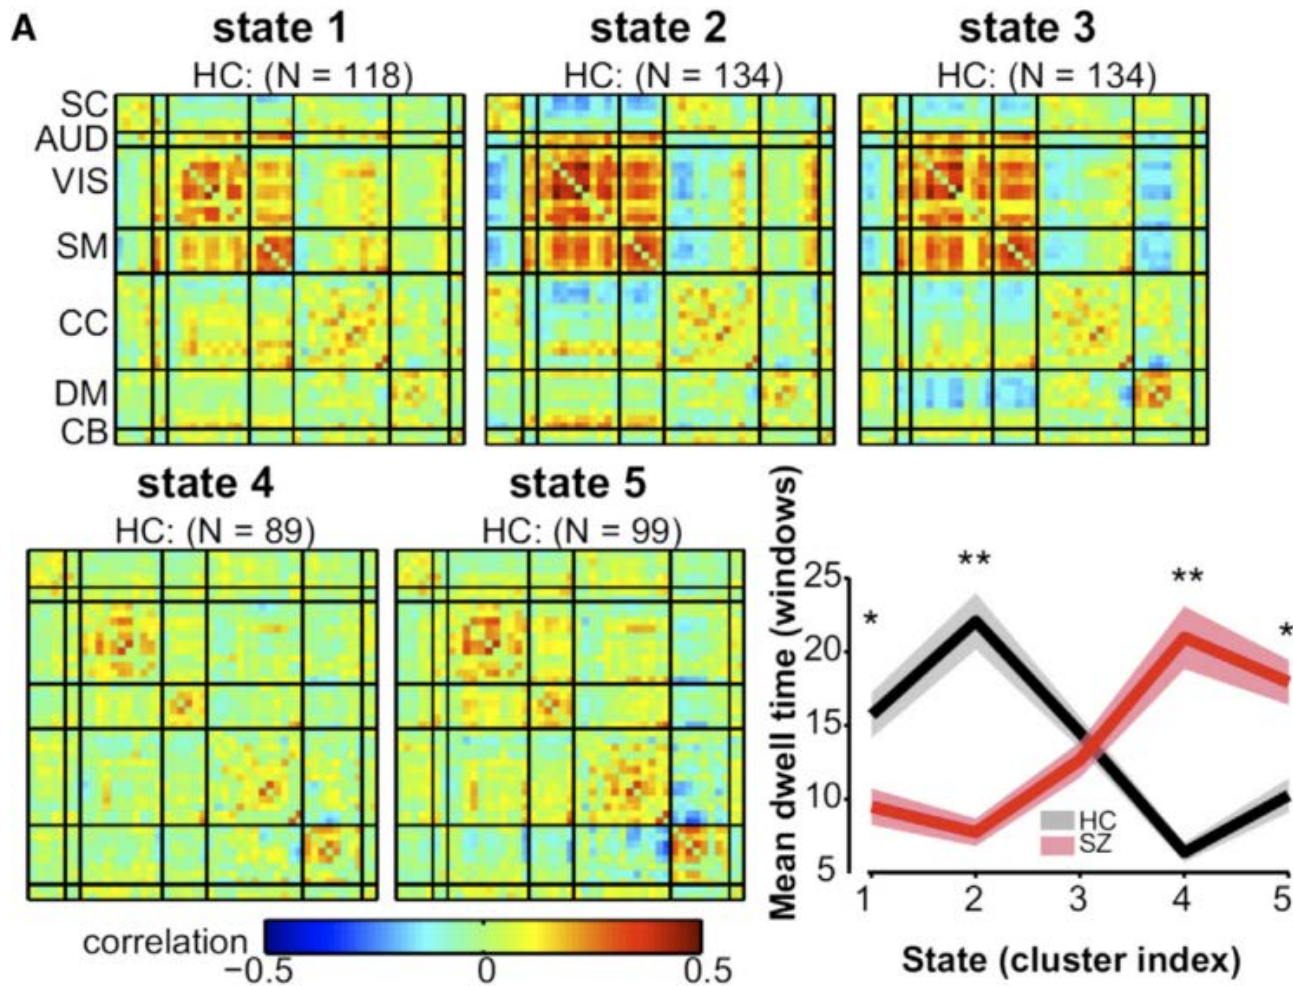 A
state 1
HC: (N = 118)
state 2
HC: (N = 134)
state 3
HC: (N = 134)
SC
AUD
VIS
SM
CC
DM
CB
state 4
HC: (N = 89)
state 5
HC: (N = 99)
correlation
−0.5
0
0.5
Mean dwell time (windows)
25
20
15
10
5
*
**
**
*
HC
SZ
1
2
3
4
5
State (cluster index)